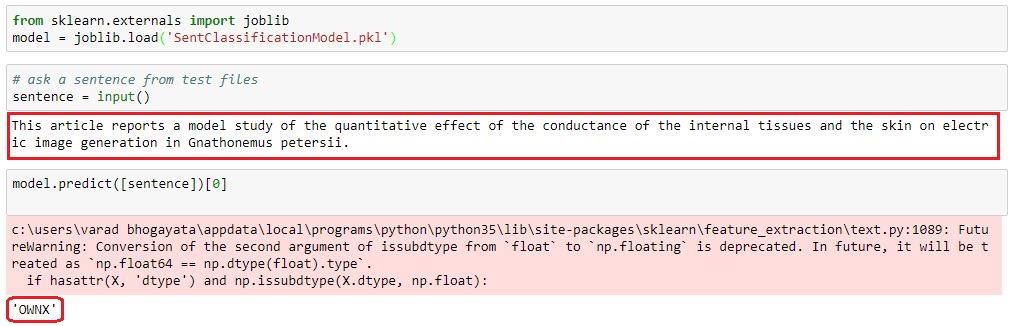 from sklearn.externals import joblib
model = joblib.load('SentClassificationModel.pkl')
# ask a sentence from test files
sentence = input()
This article reports a model study of the quantitative effect of the conductance of the internal tissues and the skin on electr
ic image generation in Gnathonemus petersii.
model.predict([sentence])[0]
c:\users\varad bhogayata\appdata\local\programs\python\python35\lib\site-packages\sklearn\feature_extraction\text.py:1089: Futu
reWarning: Conversion of the second argument of issubdtype from `float` to `np.floating` is deprecated. In future, it will be t
reated as `np.float64 == np.dtype(float).type`.
  if hasattr(X, 'dtype') and np.issubdtype(X.dtype, np.float):
'OWNX'